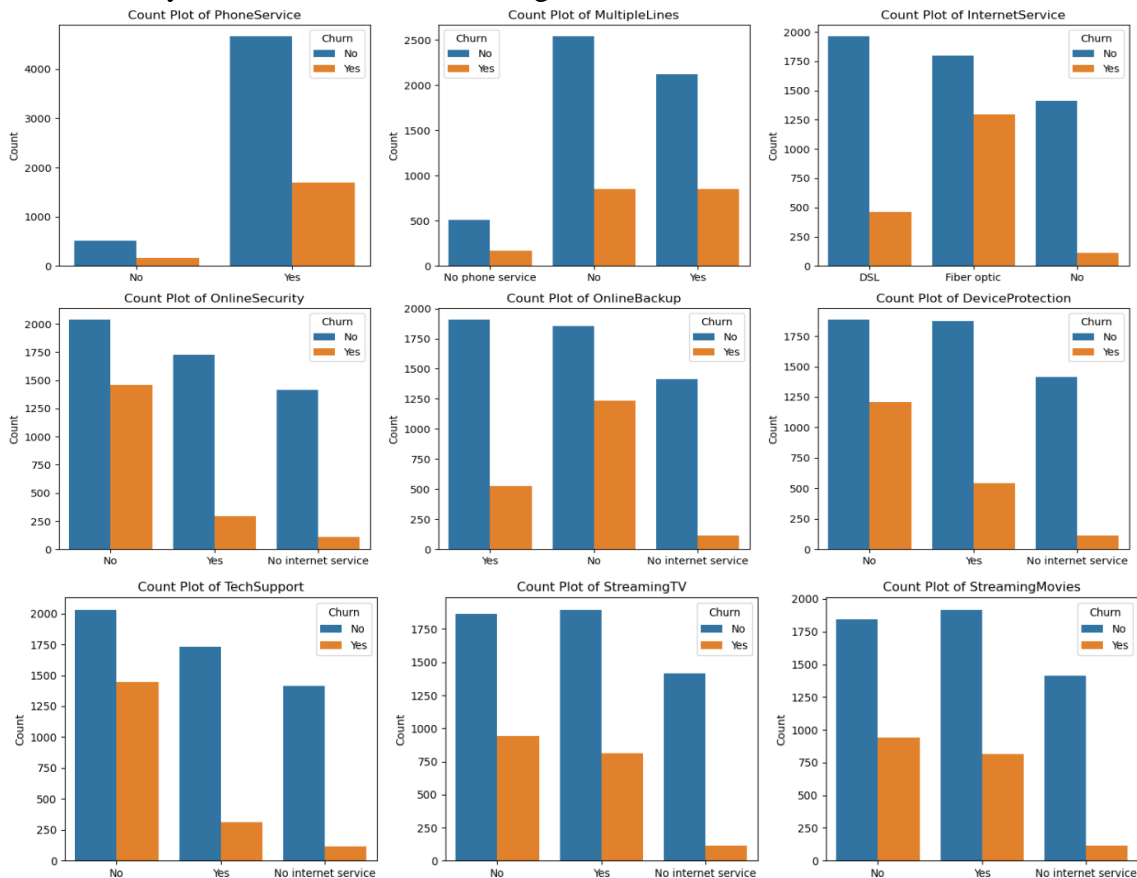 Count Plot of PhoneService
Churn
No
Yes
4000
3000
2000
1000
0
Count
No
Yes
Count Plot of MultipleLines
Churn
No
Yes
2500
2000
1500
1000
500
0
Count
No phone service
No
Yes
Count Plot of InternetService
Churn
No
Yes
2000
1750
1500
1250
1000
750
500
250
0
Count
DSL
Fiber optic
No
Count Plot of OnlineSecurity
Churn
No
Yes
2000
1750
1500
1250
1000
750
500
250
0
Count
No
Yes
No internet service
Count Plot of OnlineBackup
Churn
No
Yes
2000
1750
1500
1250
1000
750
500
250
0
Count
Yes
No
No internet service
Count Plot of DeviceProtection
Churn
No
Yes
1750
1500
1250
1000
750
500
250
0
Count
No
Yes
No internet service
Count Plot of TechSupport
Churn
No
Yes
2000
1750
1500
1250
1000
750
500
250
0
Count
No
Yes
No internet service
Count Plot of StreamingTV
Churn
No
Yes
1750
1500
1250
1000
750
500
250
0
Count
No
Yes
No internet service
Count Plot of StreamingMovies
Churn
No
Yes
2000
1750
1500
1250
1000
750
500
250
0
Count
No
Yes
No internet service